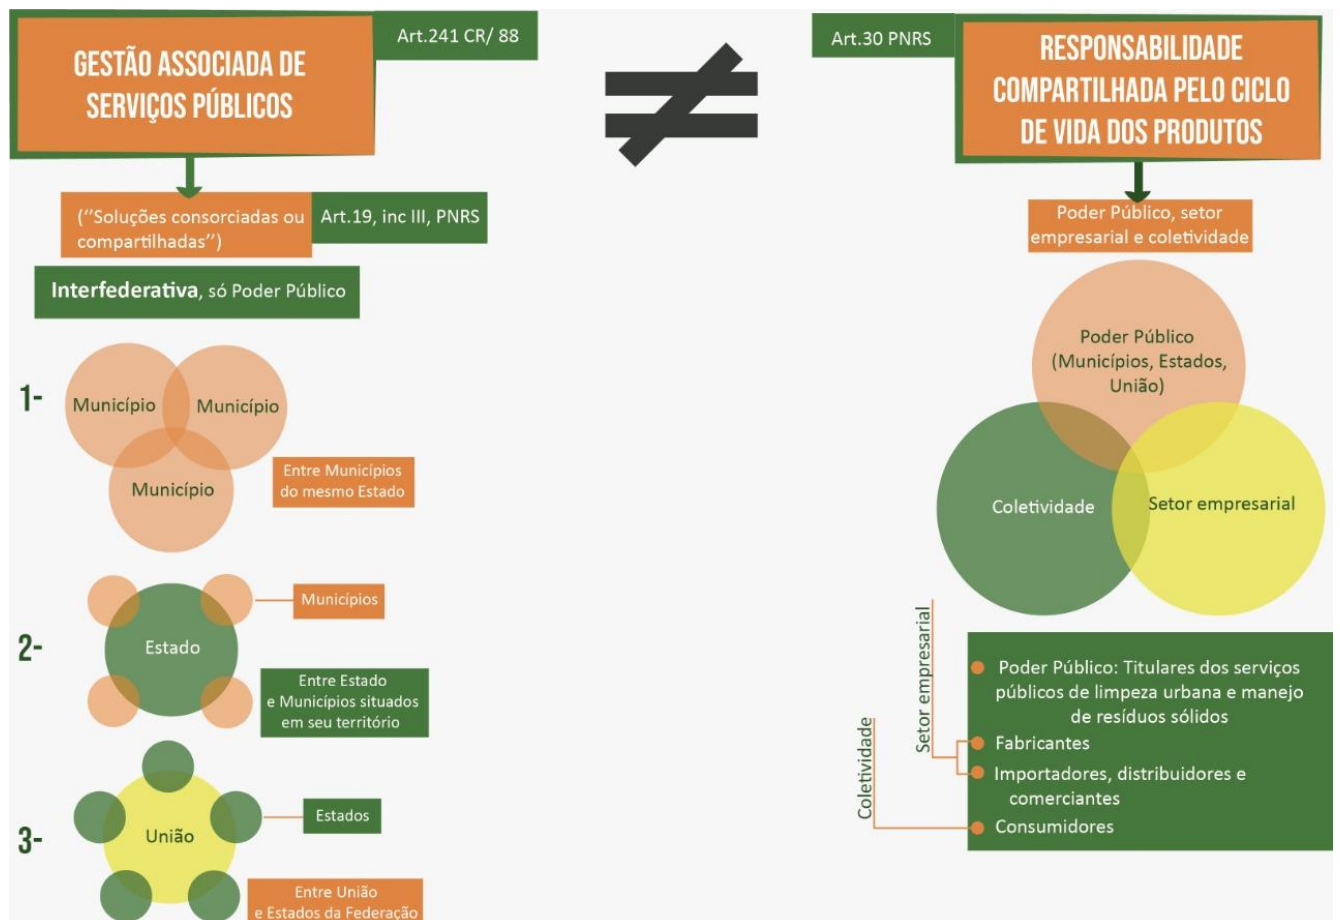 GESTÃO ASSOCIADA DE
SERVIÇOS PÚBLICOS
Art.241 CR/ 88
(‘’Soluções consorciadas ou
compartilhadas’’)
Art.19, inc III, PNRS
Interfederativa, só Poder Público
1-
Município
Município
Município
Entre Municípios
do mesmo Estado
2-
Estado
Municípios
Entre Estado
e Municípios situados
em seu território
3-
União
Estados
Entre União
e Estados da Federação
≠
Art.30 PNRS
RESPONSABILIDADE
COMPARTILHADA PELO CICLO
DE VIDA DOS PRODUTOS
Poder Público, setor
empresarial e coletividade
Poder Público
(Municípios, Estados,
União)
Coletividade
Setor empresarial
Setor empresarial
Coletividade
Poder Público: Titulares dos serviços
públicos de limpeza urbana e manejo
de resíduos sólidos
Fabricantes
Importadores, distribuidores e
comerciantes
Consumidores